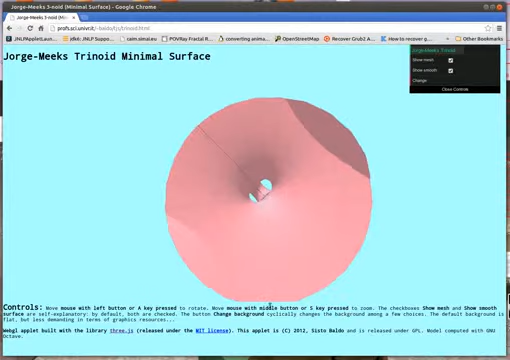 Jorge-Meeks 3-noid (Minimal Surface) - Google Chrome
Jorge-Meeks 3-noid (Mini
Converting anima...
OpenStreetMap
POVRay Fractal R...
Recover Grub2 A...
How to recover g...
Other Bookmarks
Jorge-Meeks Trinoid Minimal Surface
Jorge-Meeks Trinoid
Show mesh
Show smooth
Change
Close Controls
Controls: Move mouse with left button or A key pressed to rotate. Move mouse with middle button or S key pressed to zoom. The checkboxes Show mesh and Show smooth
surface are self-explanatory: by default, both are checked. The button Change background cyclically changes the background among a few choices. The default background is
flat, but less demanding in terms of graphics resources...
Webgl applet built with the library three.js (released under the MIT license). This applet is (C) 2012, Sisto Baldo and is released under GPL. Model computed with GNU
Octave.